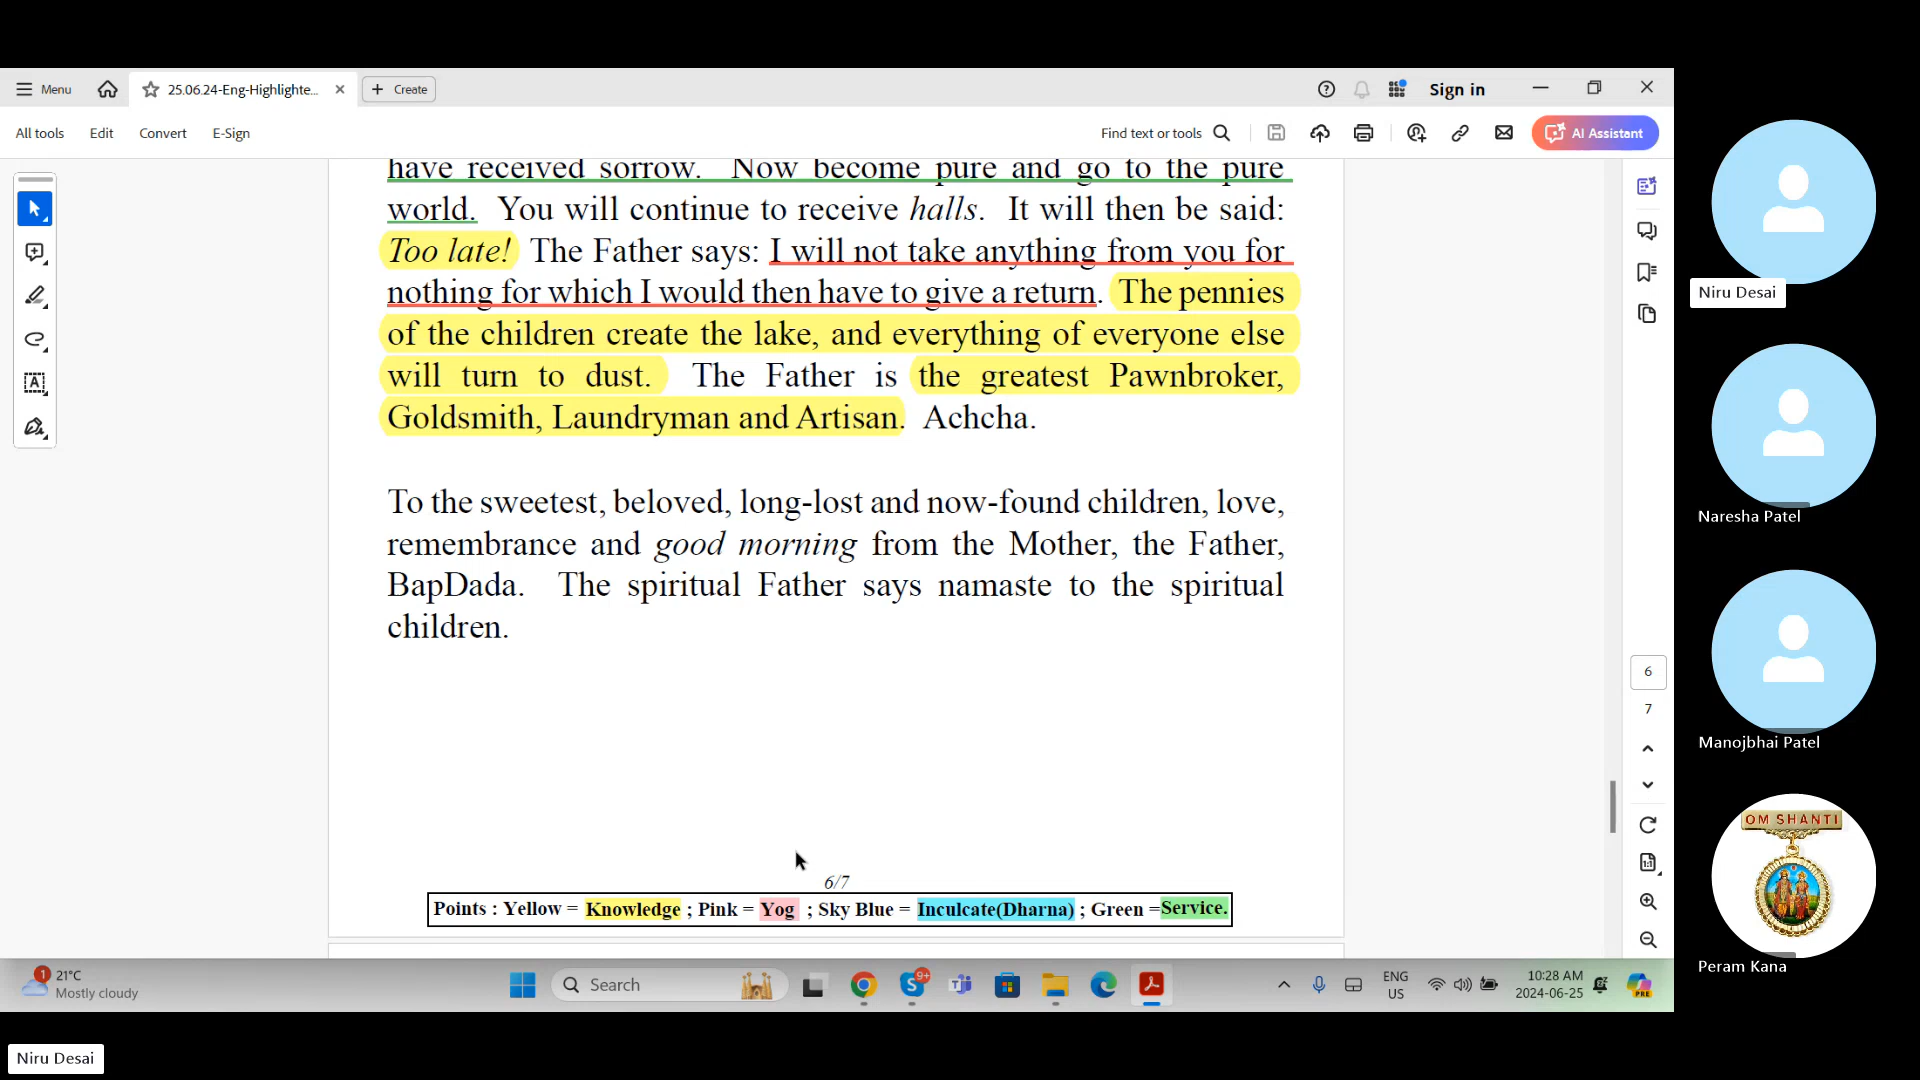 Menu
25.06.24-Eng-Highlighte...
Create
Sign in
All tools
Edit
Convert
E-Sign
Find text or tools
AI Assistant
have received sorrow. Now become pure and go to the pure
world. You will continue to receive halls. It will then be said:
Too late! The Father says: I will not take anything from you for
nothing for which I would then have to give a return. The pennies
of the children create the lake, and everything of everyone else
will turn to dust. The Father is the greatest Pawnbroker,
Goldsmith, Laundryman and Artisan. Achcha.
To the sweetest, beloved, long-lost and now-found children, love,
remembrance and good morning from the Mother, the Father,
BapDada. The spiritual Father says namaste to the spiritual
children.
6/7
Points : Yellow = Knowledge ; Pink = Yog ; Sky Blue = Inculcate(Dharna) ; Green =Service.
6
7
1
21°C
Mostly cloudy
Search
9+
ENG
US
10:28 AM
2024-06-25
PRE
Niru Desai
Naresha Patel
Manojbhai Patel
OM SHANTI
Peram Kana
Niru Desai